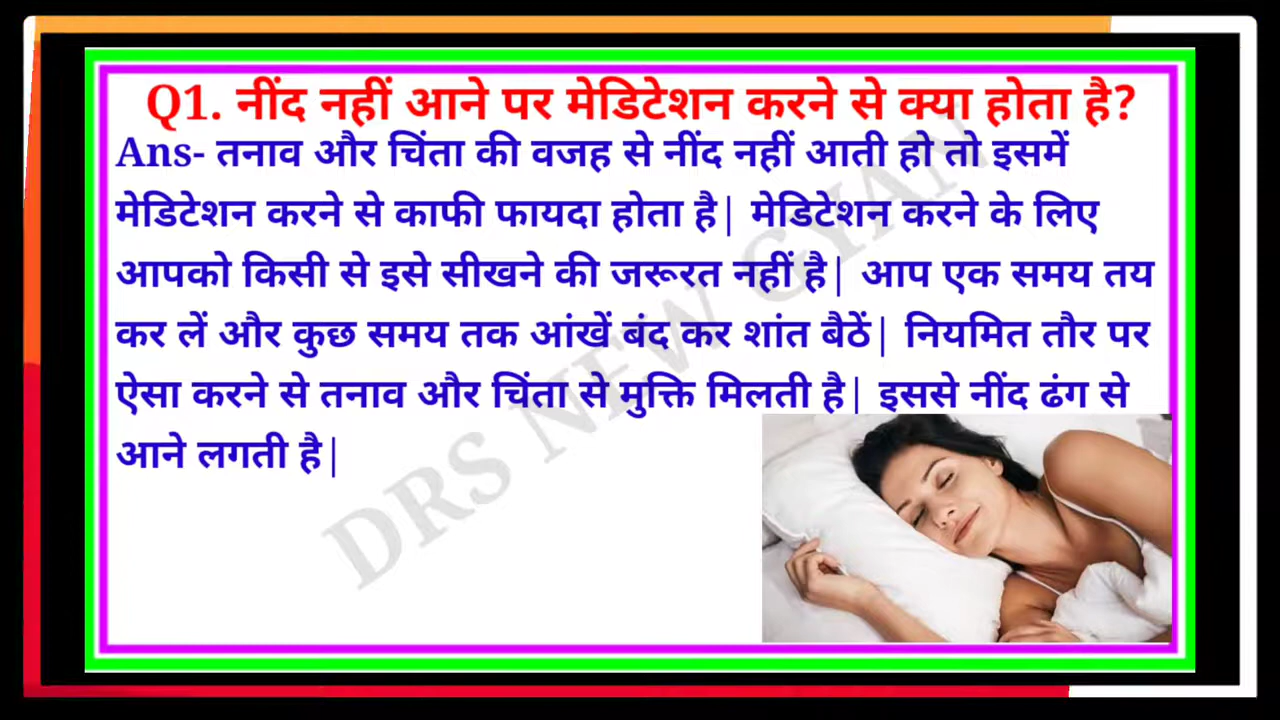 Q1. नींद नहीं आने पर मेडिटेशन करने से क्या होता है?
Ans- तनाव और चिंता की वजह से नींद नहीं आती हो तो इसमें
मेडिटेशन करने से काफी फायदा होता है| मेडिटेशन करने के लिए
आपको किसी से इसे सीखने की जरूरत नहीं है| आप एक समय तय
कर लें और कुछ समय तक आंखें बंद कर शांत बैठें| नियमित तौर पर
ऐसा करने से तनाव और चिंता से मुक्ति मिलती है| इससे नींद ढंग से
आने लगती है|
DRS NEW GYAN